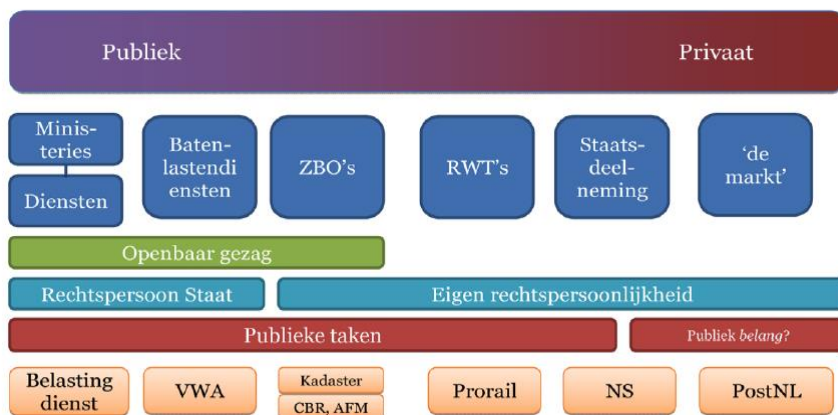 Publiek Privaat
Minis-
teries
Diensten
Baten-
lastendi
ensten
ZBO's
RWT's
Staats-
deel-
neming
'de
markt'
Openbaar gezag
Rechtspersoon Staat Eigen rechtspersoonlijkheid
Publieke taken Publiek belang?
Belasting
dienst
VWA
Kadaster
CBR, AFM
Prorail
NS
PostNL